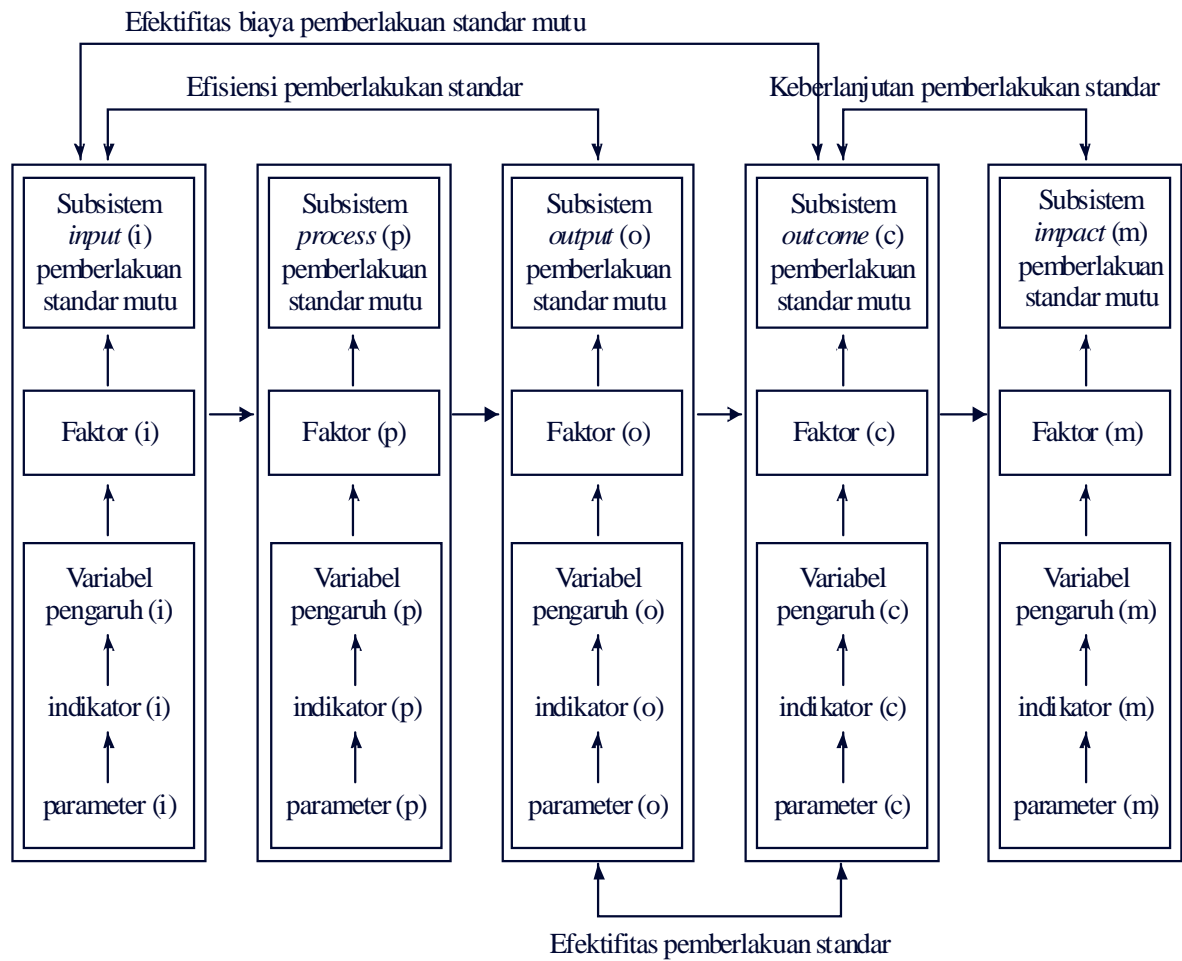 Efektifitas biaya pemberlakuan standar mutu
Efisiensi pemberlakukan standar
Keberlanjutan pemberlakukan standar
Subsistem
input (i)
pemberlakuan
standar mutu
Faktor (i)
Variabel
pengaruh (i)
indikator (i)
parameter (i)
Subsistem
process (p)
pemberlakuan
standar mutu
Faktor (p)
Variabel
pengaruh (p)
indikator (p)
parameter (p)
Subsistem
output (o)
pemberlakuan
standar mutu
Faktor (o)
Variabel
pengaruh (o)
indikator (o)
parameter (o)
Subsistem
outcome (c)
pemberlakuan
standar mutu
Faktor (c)
Variabel
pengaruh (c)
indikator (c)
parameter (c)
Subsistem
impact (m)
pemberlakuan
standar mutu
Faktor (m)
Variabel
pengaruh (m)
indikator (m)
parameter (m)
Efektifitas pemberlakuan standar